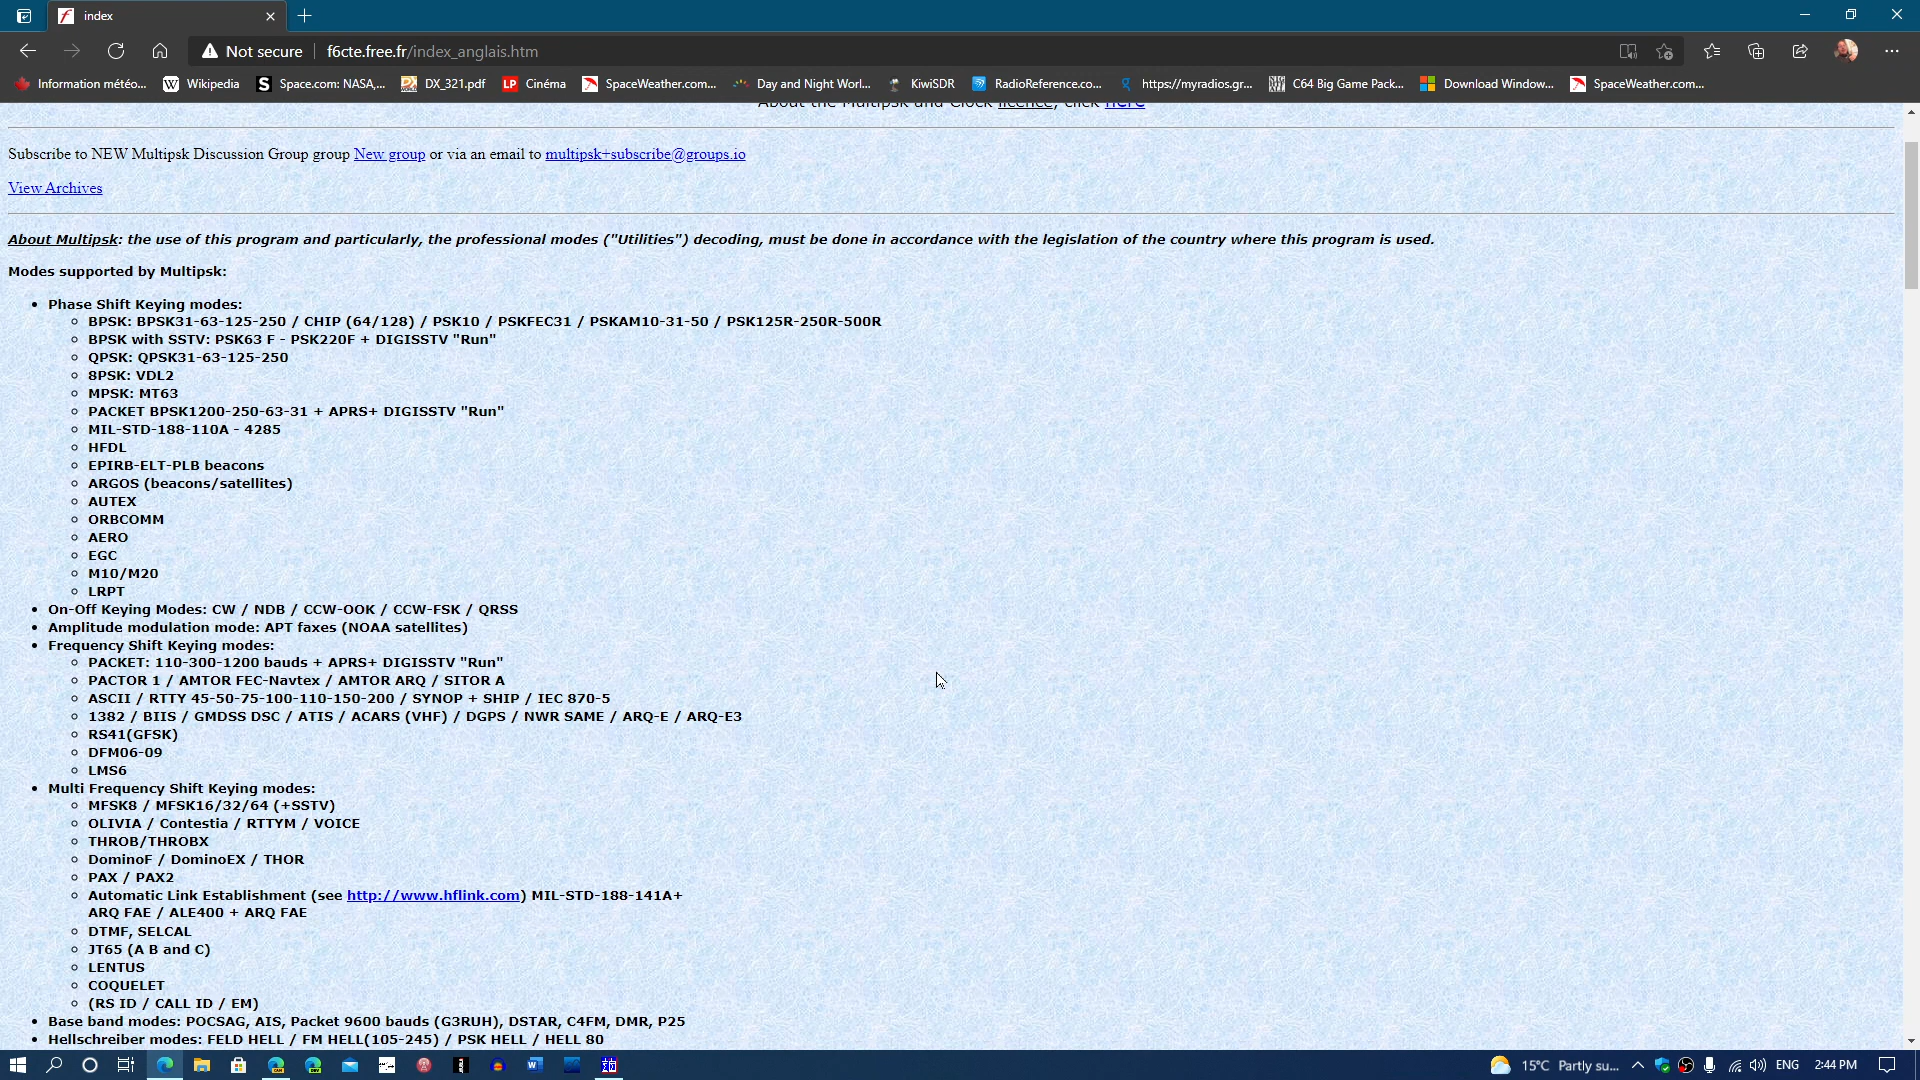 index
Not secure
f6cte.free.fr/index_anglais.htm
Information météo...
Wikipedia
Space.com: NASA,...
DX_321.pdf
Cinéma
SpaceWeather.com...
Day and Night Worl...
KiwiSDR
RadioReference.co...
https://myradios.gr...
C64 Big Game Pack...
Download Window...
SpaceWeather.com...
About the Multipsk and Clock licence, click here
Subscribe to NEW Multipsk Discussion Group group New group or via an email to multipsk+subscribe@groups.io
View Archives
About Multipsk: the use of this program and particularly, the professional modes ("Utilities") decoding, must be done in accordance with the legislation of the country where this program is used.
Modes supported by Multipsk:
Phase Shift Keying modes:
BPSK: BPSK31-63-125-250 / CHIP (64/128) / PSK10 / PSKFEC31 / PSKAM10-31-50 / PSK125R-250R-500R
BPSK with SSTV: PSK63 F - PSK220F + DIGISSTV "Run"
QPSK: QPSK31-63-125-250
8PSK: VDL2
MPSK: MT63
PACKET BPSK1200-250-63-31 + APRS+ DIGISSTV "Run"
MIL-STD-188-110A - 4285
HFDL
EPIRB-ELT-PLB beacons
ARGOS (beacons/satellites)
AUTEX
ORBCOMM
AERO
EGC
M10/M20
LRPT
On-Off Keying Modes: CW / NDB / CCW-OOK / CCW-FSK / QRSS
Amplitude modulation mode: APT faxes (NOAA satellites)
Frequency Shift Keying modes:
PACKET: 110-300-1200 bauds + APRS+ DIGISSTV "Run"
PACTOR 1 / AMTOR FEC-Navtex / AMTOR ARQ / SITOR A
ASCII / RTTY 45-50-75-100-110-150-200 / SYNOP + SHIP / IEC 870-5
1382 / BIIS / GMDSS DSC / ATIS / ACARS (VHF) / DGPS / NWR SAME / ARQ-E / ARQ-E3
RS41(GFSK)
DFM06-09
LMS6
Multi Frequency Shift Keying modes:
MFSK8 / MFSK16/32/64 (+SSTV)
OLIVIA / Contestia / RTTYM / VOICE
THROB/THROBX
DominoF / DominoEX / THOR
PAX / PAX2
Automatic Link Establishment (see http://www.hflink.com) MIL-STD-188-141A+
ARQ FAE / ALE400 + ARQ FAE
DTMF, SELCAL
JT65 (A B and C)
LENTUS
COQUELET
(RS ID / CALL ID / EM)
Base band modes: POCSAG, AIS, Packet 9600 bauds (G3RUH), DSTAR, C4FM, DMR, P25
Hellschreiber modes: FELD HELL / FM HELL(105-245) / PSK HELL / HELL 80
15°C Partly su...
ENG
2:44 PM